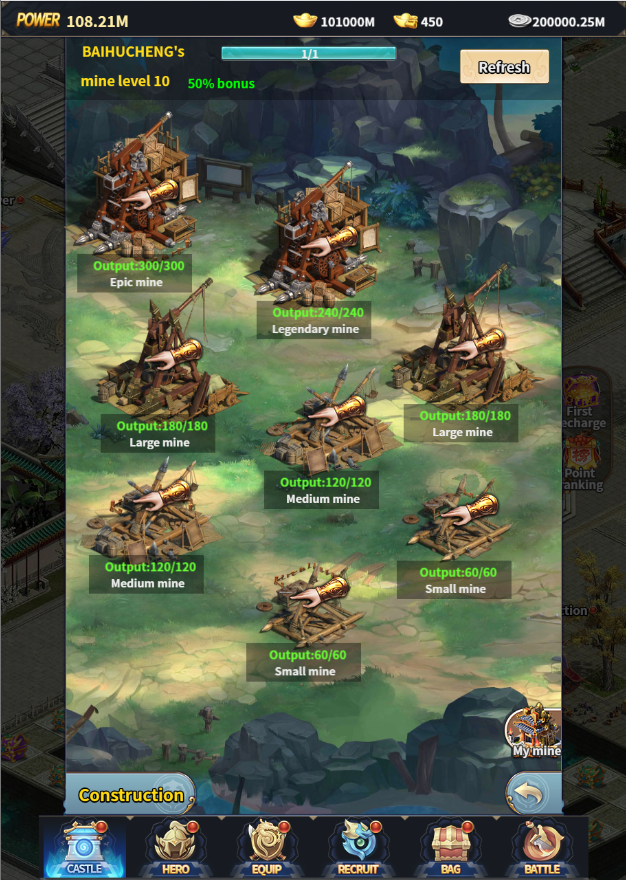 POWER 108.21M 101000M 450 200000.25M
BAIHUCHENG's
1/1
Refresh
mine level 10 50% bonus
Output:300/300
Epic mine
Output:240/240
Legendary mine
Output:180/180
Large mine
Output:180/180
Large mine
First
echarge
Point
anking
Output:120/120
Medium mine
Output:120/120
Medium mine
Output:60/60
Small mine
Output:60/60
Small mine
My mine
Construction
CASTLE HERO EQUIP RECRUIT BAG BATTLE